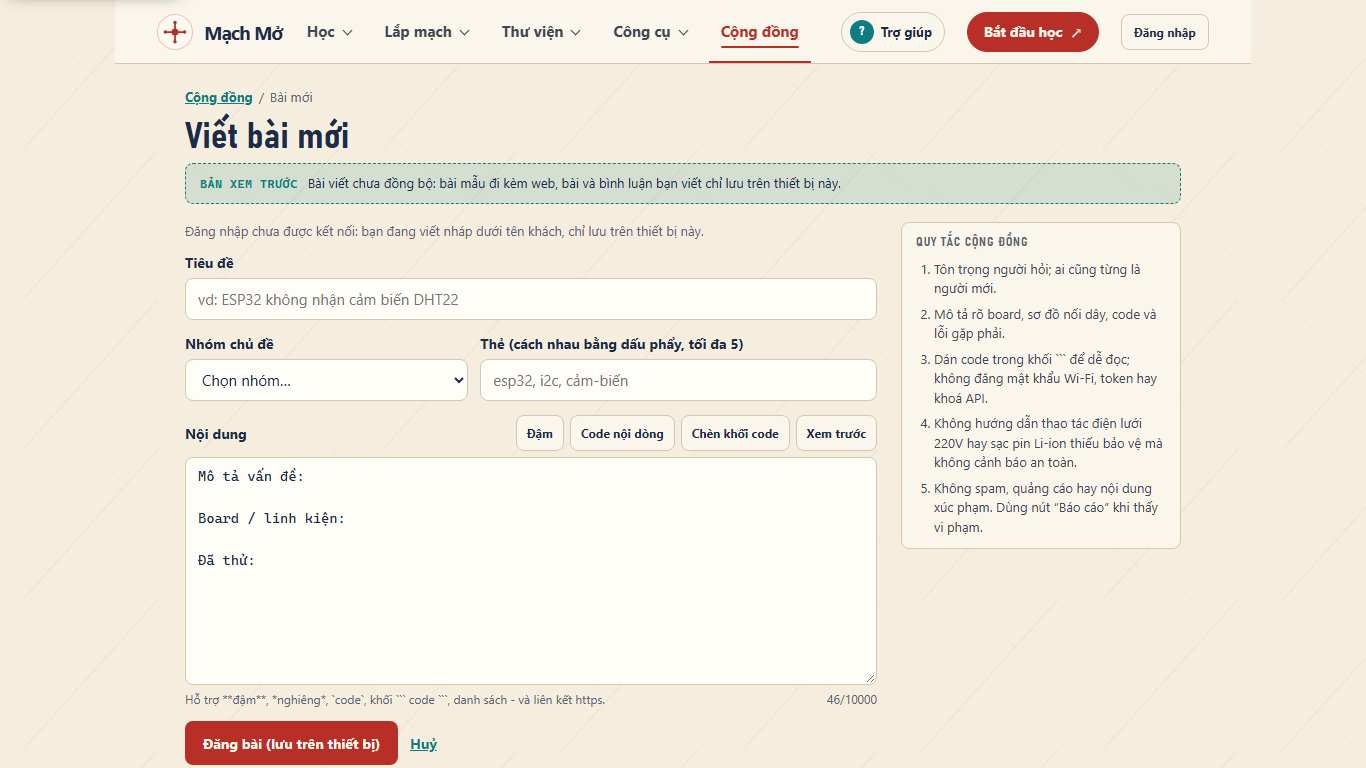 Mạch Mở
Học
Lắp mạch
Thư viện
Công cụ
Cộng đồng
? Trợ giúp
Bắt đầu học ↗
Đăng nhập
Cộng đồng / Bài mới
Viết bài mới
BẢN XEM TRƯỚC Bài viết chưa đồng bộ: bài mẫu đi kèm web, bài và bình luận bạn viết chỉ lưu trên thiết bị này.
Đăng nhập chưa được kết nối: bạn đang viết nháp dưới tên khách, chỉ lưu trên thiết bị này.
Tiêu đề
vd: ESP32 không nhận cảm biến DHT22
Nhóm chủ đề
Chọn nhóm...
Thẻ (cách nhau bằng dấu phẩy, tối đa 5)
esp32, i2c, cảm-biến
Nội dung
Đậm
Code nội dòng
Chèn khối code
Xem trước
Mô tả vấn đề:
Board / linh kiện:
Đã thử:
Hỗ trợ **đậm**, *nghiêng*, `code`, khối ``` code ```, danh sách - và liên kết https.
46/10000
Đăng bài (lưu trên thiết bị)
Huỷ
QUY TẮC CỘNG ĐỒNG
1. Tôn trọng người hỏi; ai cũng từng là
người mới.
2. Mô tả rõ board, sơ đồ nối dây, code và
lỗi gặp phải.
3. Dán code trong khối ``` để dễ đọc;
không đăng mật khẩu Wi-Fi, token hay
khoá API.
4. Không hướng dẫn thao tác điện lưới
220V hay sạc pin Li-ion thiếu bảo vệ mà
không cảnh báo an toàn.
5. Không spam, quảng cáo hay nội dung
xúc phạm. Dùng nút “Báo cáo” khi thấy
vi phạm.